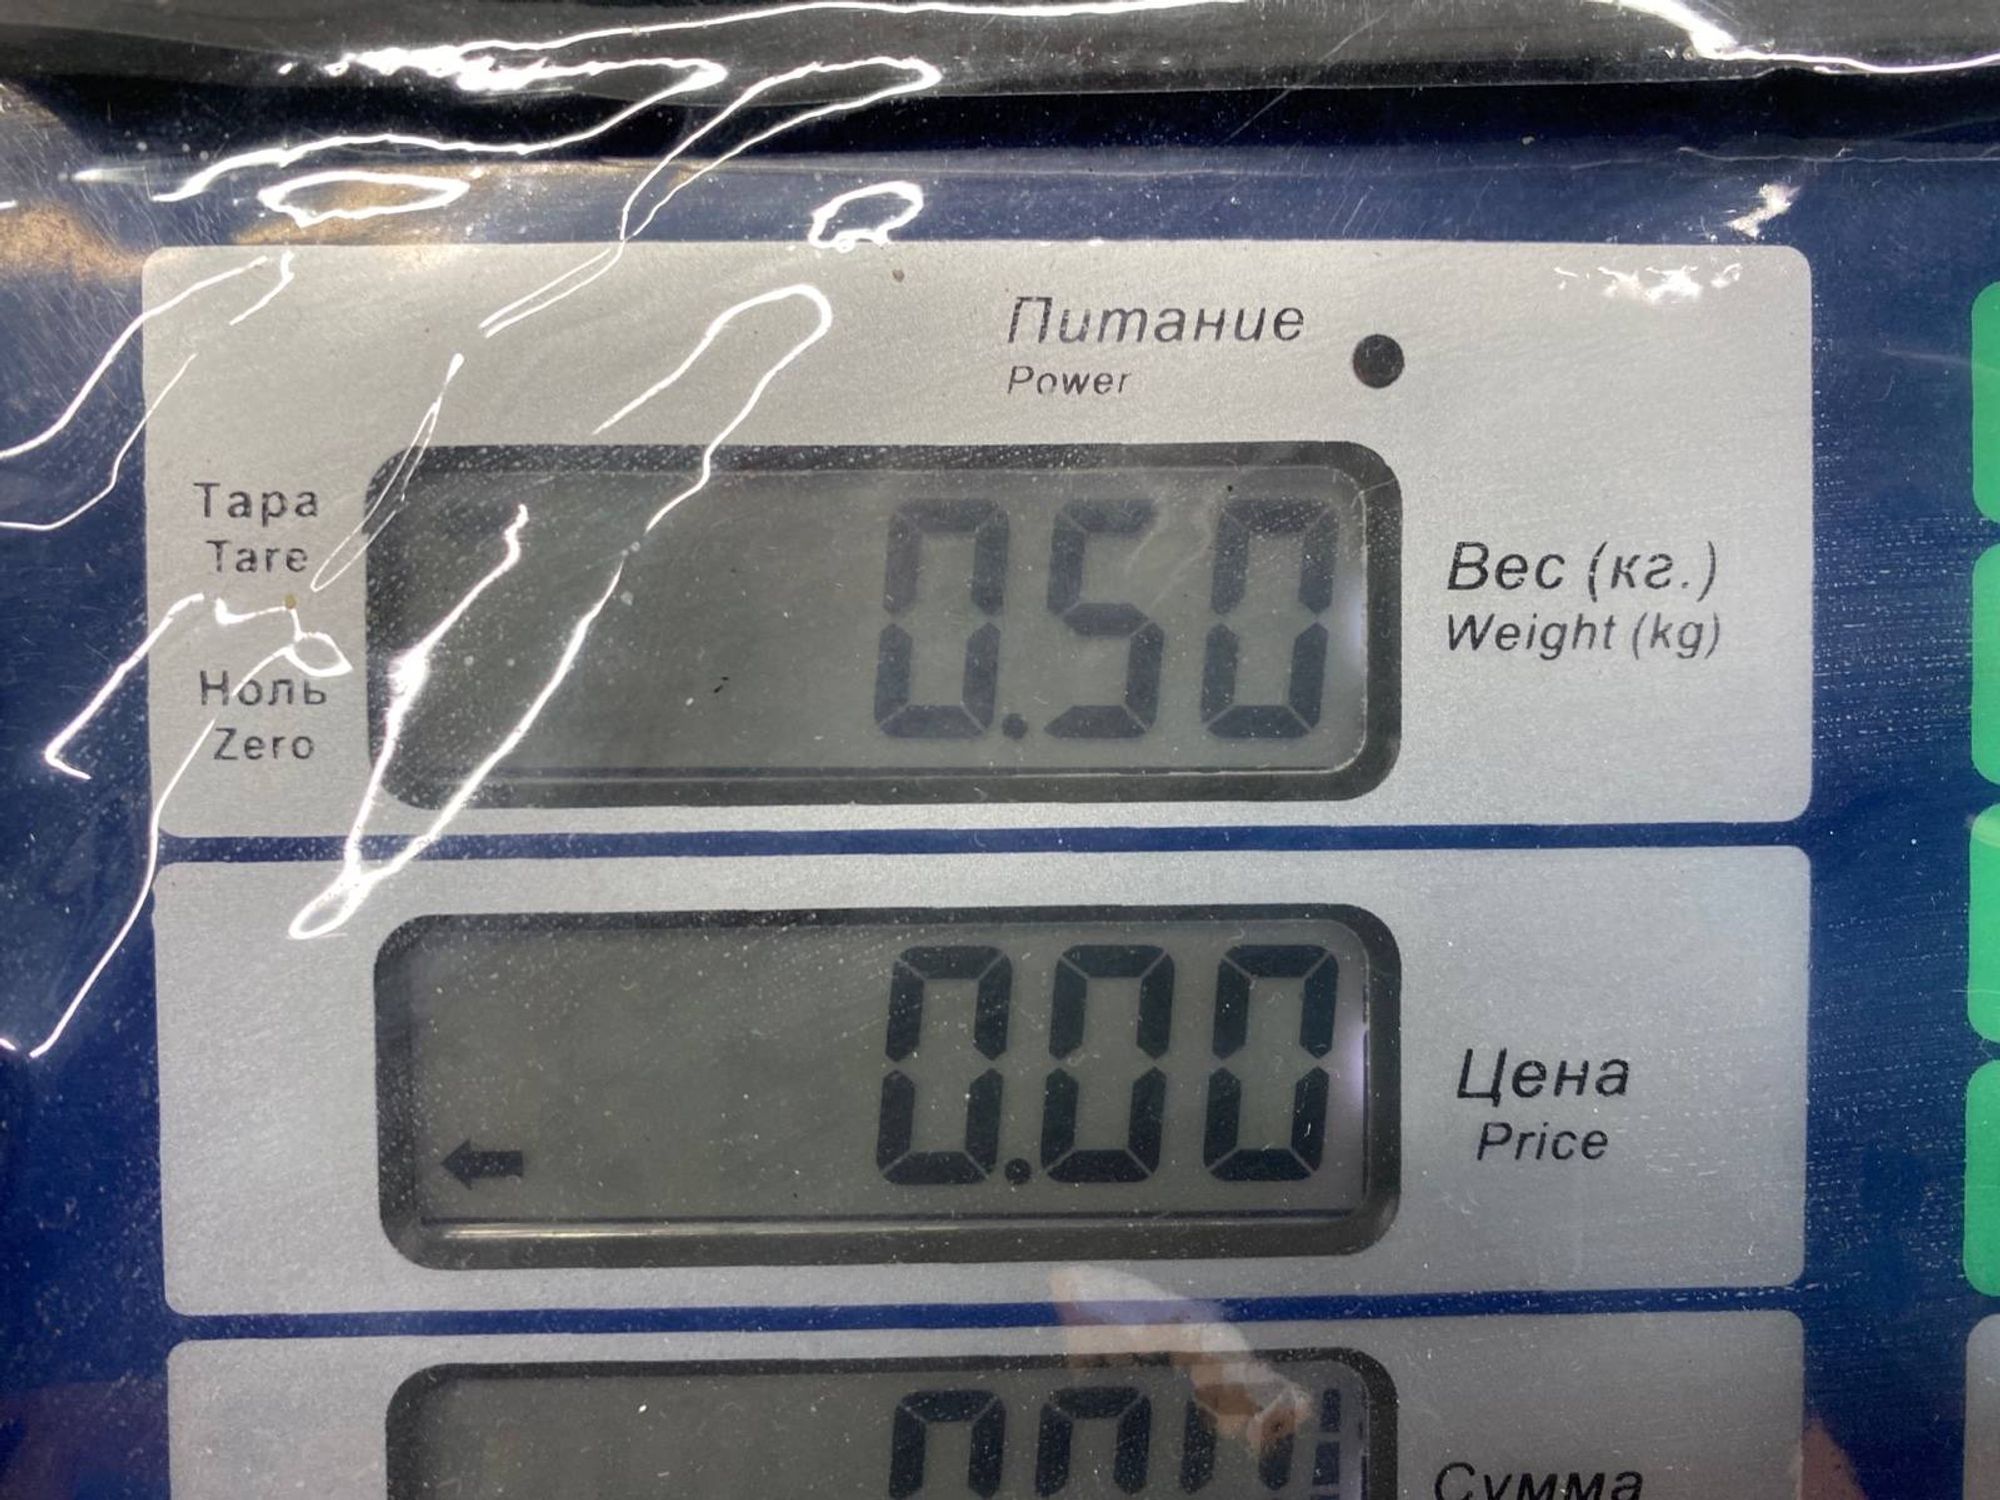 Питание
Power
Тара
Tare
Ноль
Zero
0.50
Вес (кг.)
Weight (kg)
0.00
Цена
Price
Сумма